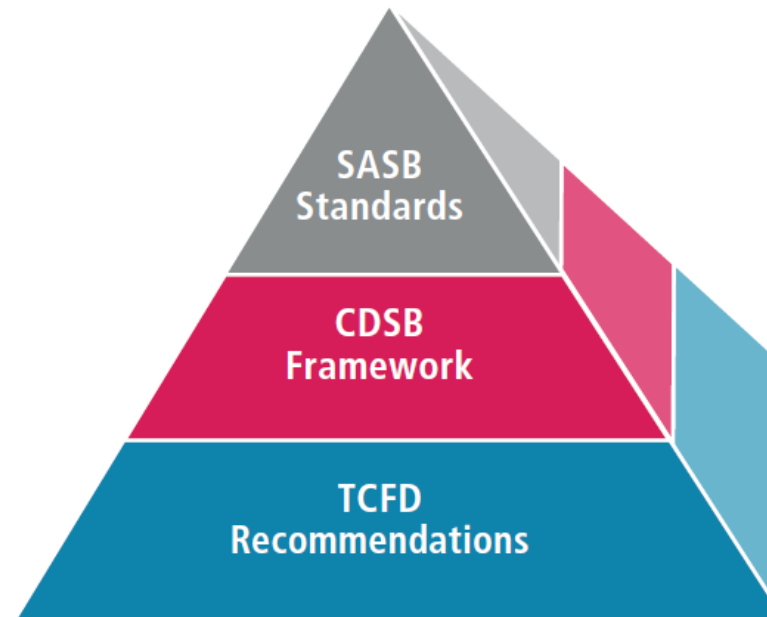 SASB
Standards
CDSB
Framework
TCFD
Recommendations